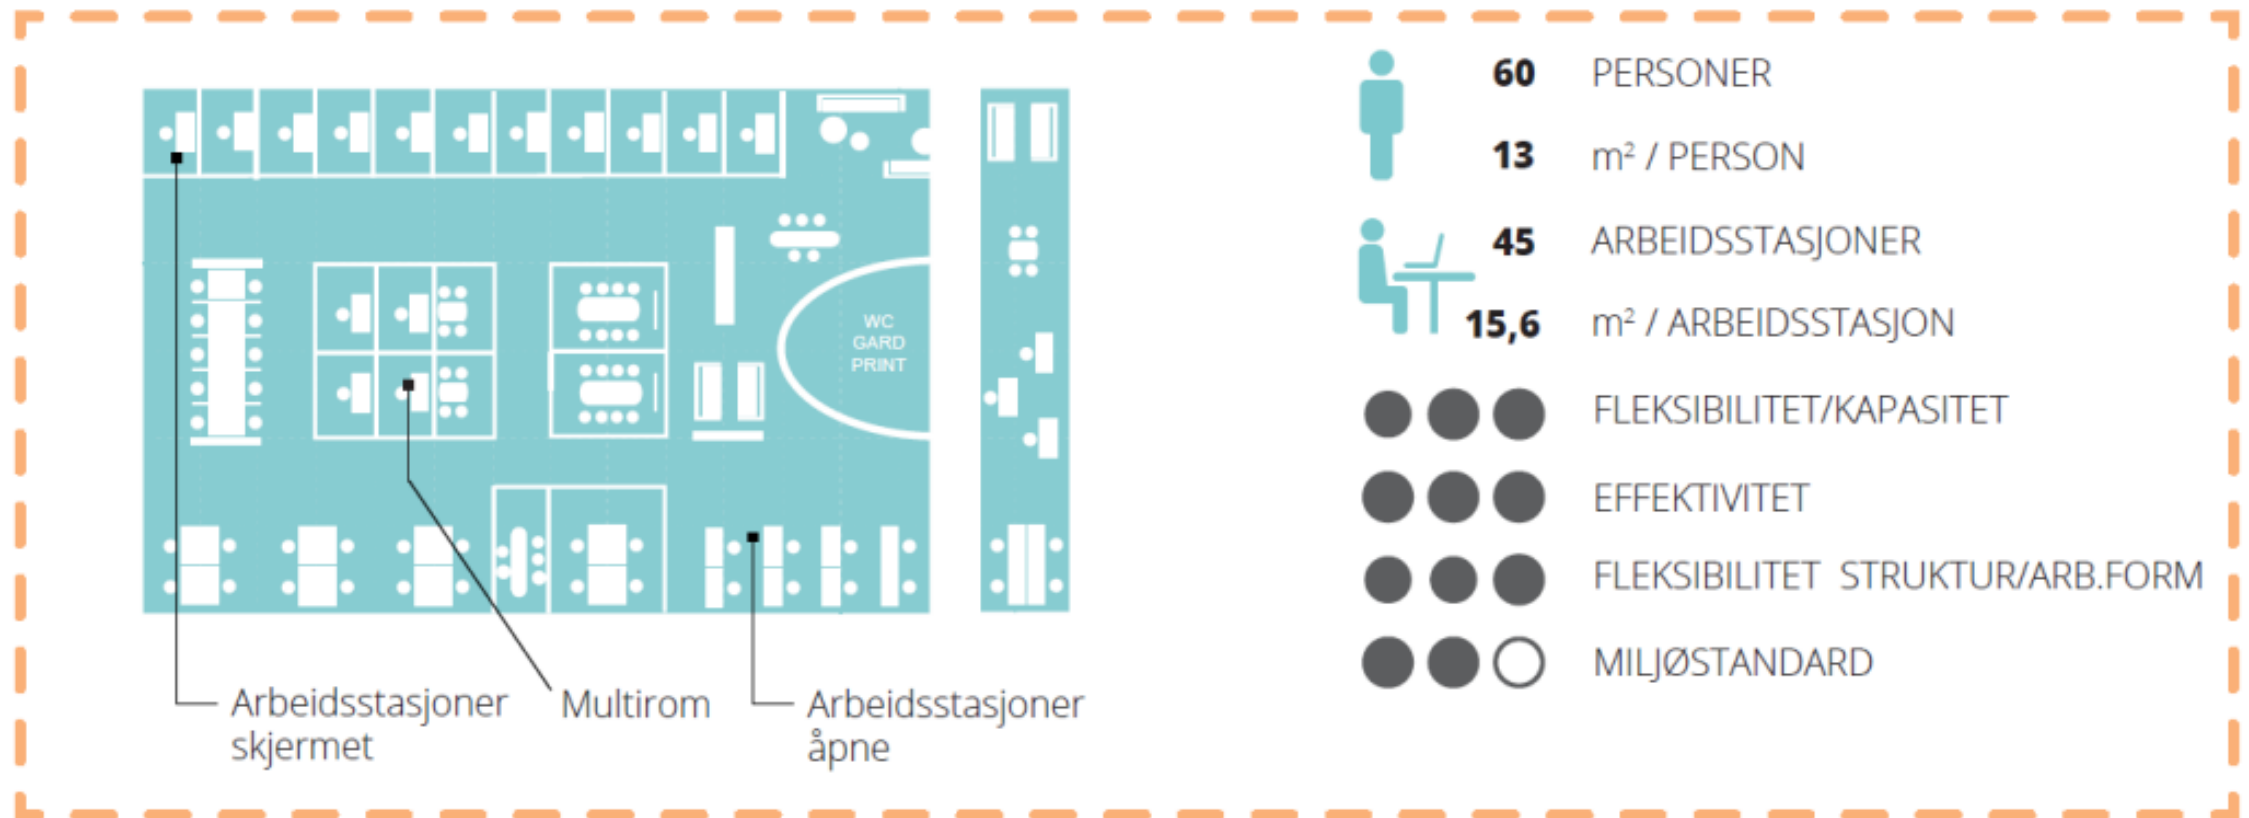 WC
GARD
PRINT
Arbeidsstasjoner
skjermet
Multirom
Arbeidsstasjoner
åpne
60 PERSONER
13 m² / PERSON
45 ARBEIDSSTASJONER
15,6 m² / ARBEIDSSTASJON
FLEKSIBILITET/KAPASITET
EFFEKTIVITET
FLEKSIBILITET STRUKTUR/ARB.FORM
MILJØSTANDARD